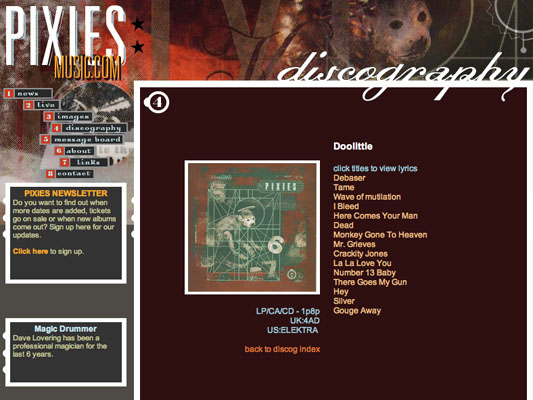 PIXIES
MUSIC.COM
discography
1 news
2 live
3 images
4 discography
5 message board
6 about
7 links
8 contact
PIXIES NEWSLETTER
Do you want to find out when
more dates are added, tickets
go on sale or when new albums
come out? Sign up here for our
updates.
Click here to sign up.
Magic Drummer
Dave Lovering has been a
professional magician for the
last 6 years.
4
Doolittle
PIXIES
6
LP/CA/CD - 1p8p
UK:4AD
US:ELEKTRA
back to discog index
Doolittle
click titles to view lyrics
Debaser
Tame
Wave of mutilation
I Bleed
Here Comes Your Man
Dead
Monkey Gone To Heaven
Mr. Grieves
Crackity Jones
La La Love You
Number 13 Baby
There Goes My Gun
Hey
Silver
Gouge Away